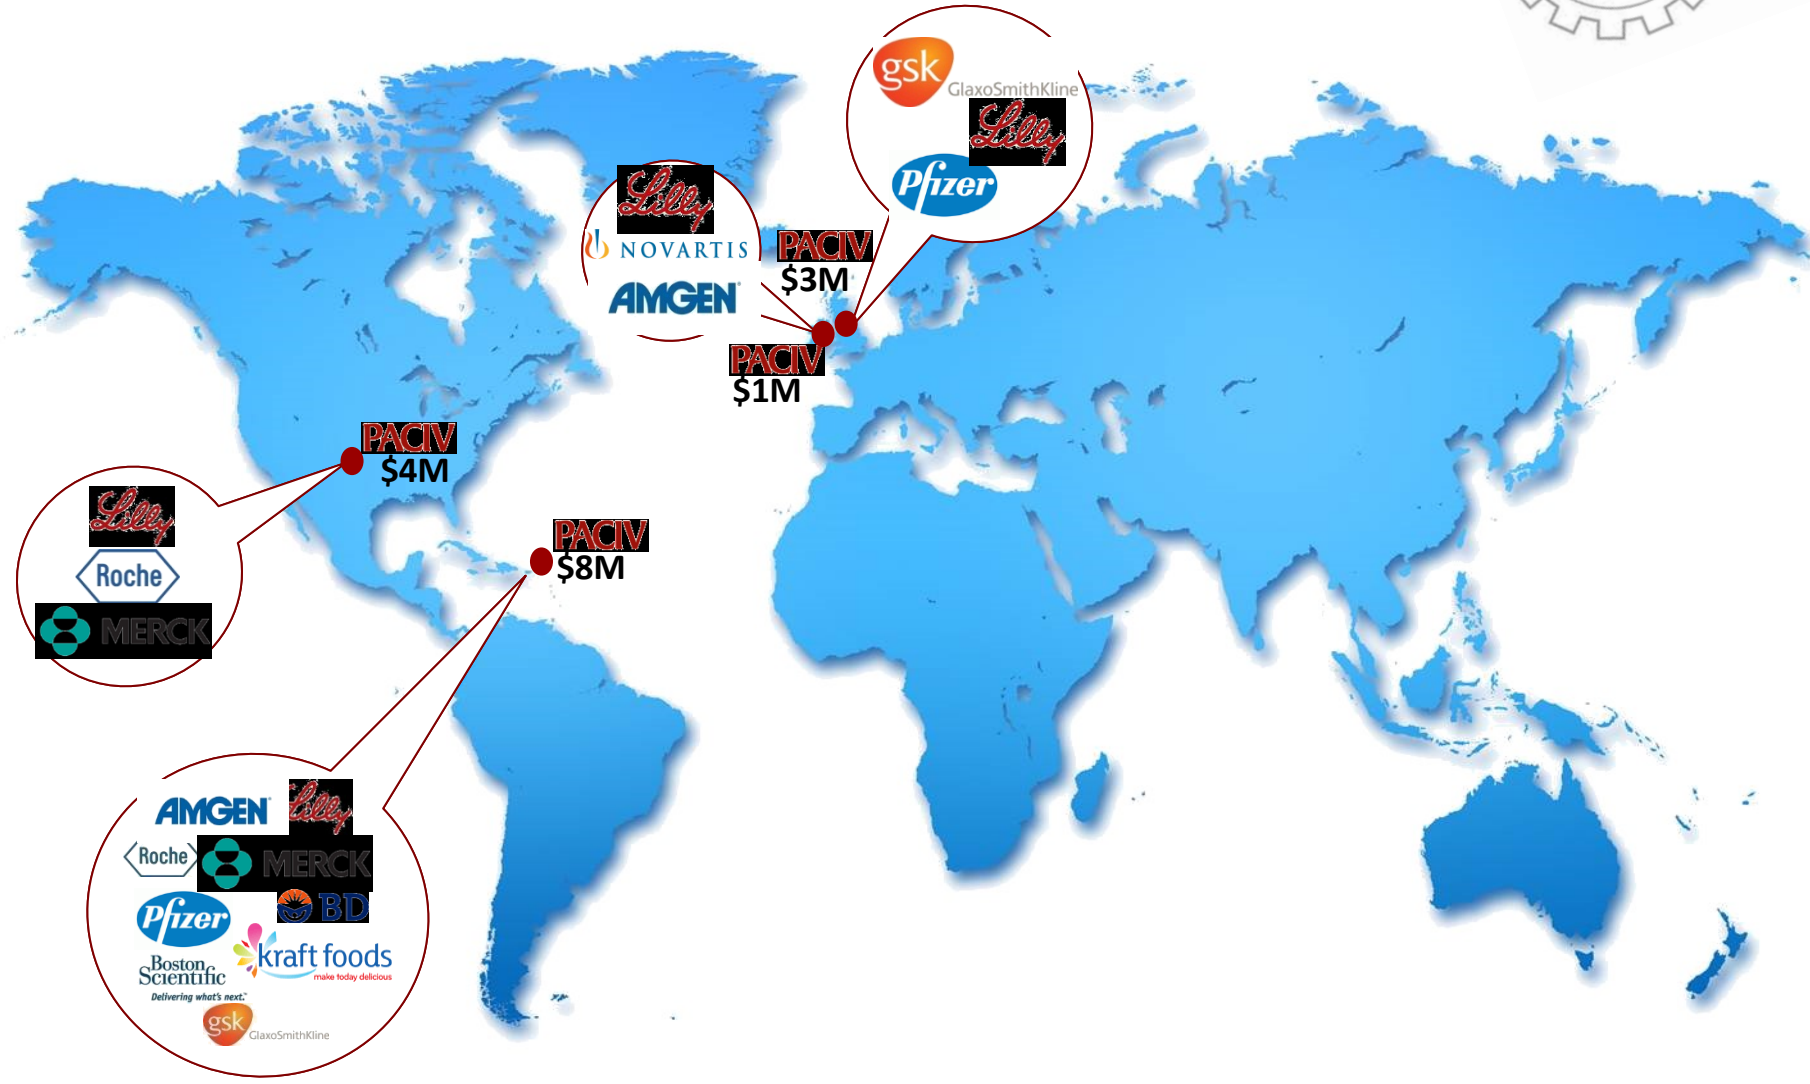 gsk
GlaxoSmithKline
Lilly
Pfizer
Lilly
NOVARTIS
AMGEN
PACIV
$3M
PACIV
$1M
PACIV
$4M
Lilly
Roche
MERCK
PACIV
$8M
AMGEN
Lilly
Roche
MERCK
Pfizer
BD
kraft foods
make today delicious
Boston
Scientific
Delivering what's next.™
gsk
GlaxoSmithKline